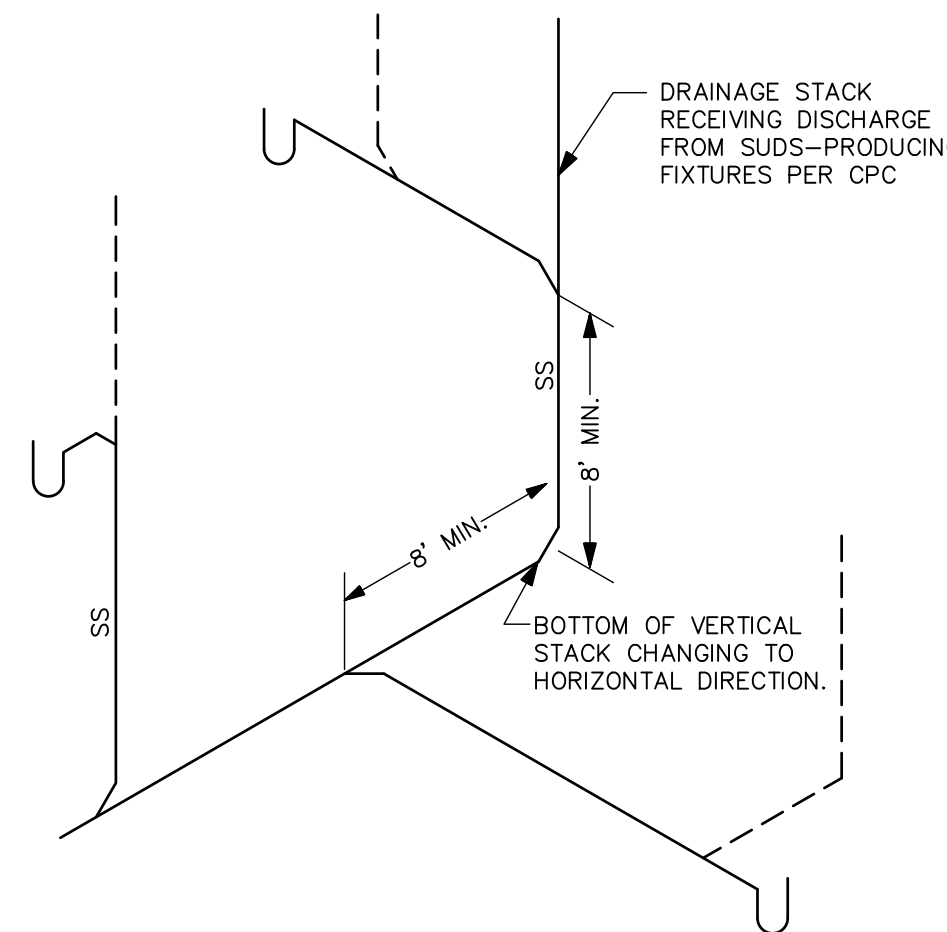 DRAINAGE STACK
RECEIVING DISCHARGE
FROM SUDS-PRODUCIN
FIXTURES PER CPC
SS
8' MIN.
8' MIN.
SS
BOTTOM OF VERTICAL
STACK CHANGING TO
HORIZONTAL DIRECTION.